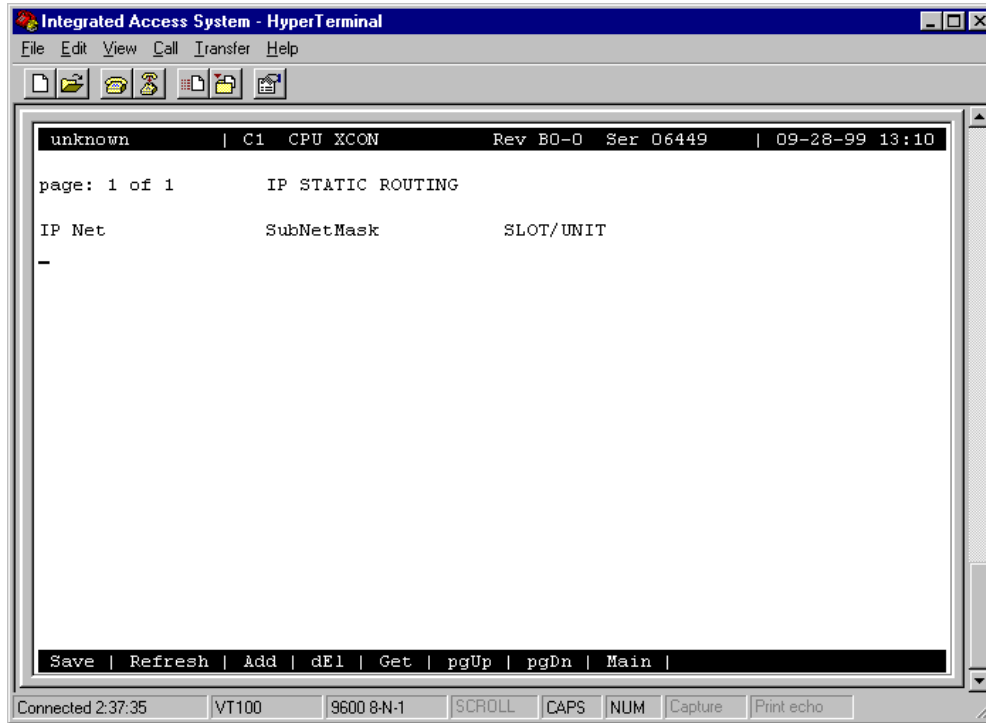 Integrated Access System - HyperTerminal
File Edit View Call Transfer Help
unknown | C1 CPU XCON Rev B0-0 Ser 06449 | 09-28-99 13:10
page: 1 of 1 IP STATIC ROUTING
IP Net SubNetMask SLOT/UNIT
Save | Refresh | Add | dEl | Get | pgUp | pgDn | Main |
Connected 2:37:35 VT100 9600 8-N-1 SCROLL CAPS NUM Capture Print echo